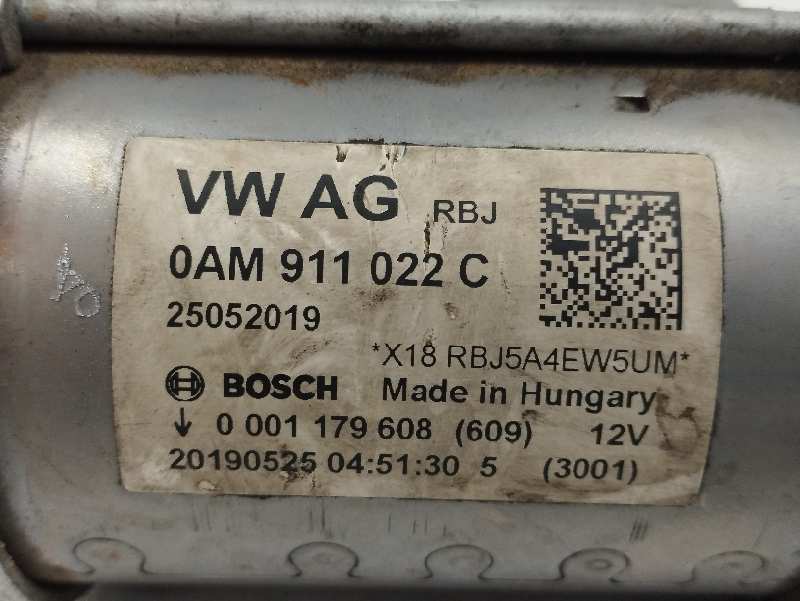 VW AG RBJ
0AM 911 022 C
25052019
*X18 RBJ5A4EW5UM*
BOSCH Made in Hungary
0 001 179 608 (609) 12V
20190525 04:51:30 5 (3001)